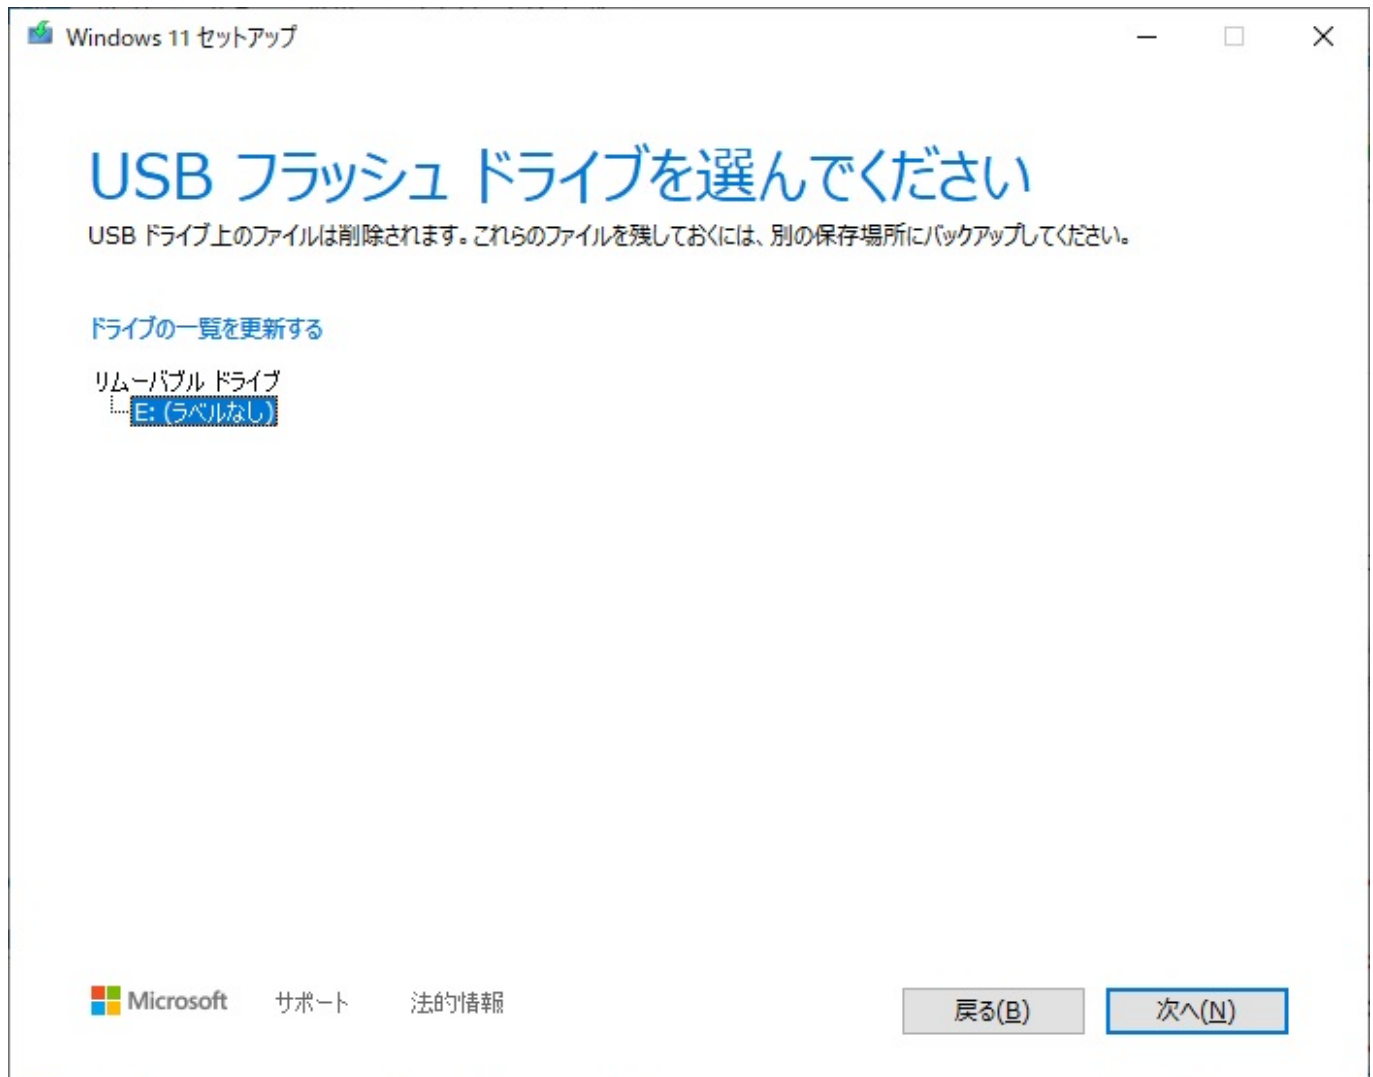 Windows 11 セットアップ
USB フラッシュ ドライブを選んでください
USB ドライブ上のファイルは削除されます。これらのファイルを残しておくには、別の保存場所にバックアップしてください。
ドライブの一覧を更新する
リムーバブル ドライブ
E: (ラベルなし)
Microsoft サポート 法的情報 戻る(B) 次へ(N)